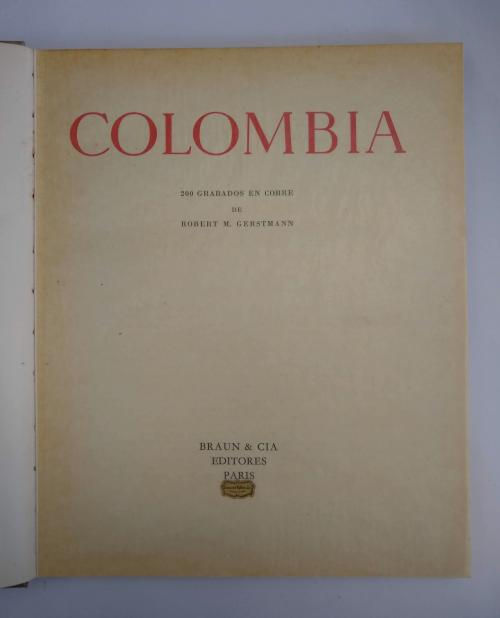 COLOMBIA
200 GRABADOS EN COBRE
DE
ROBERT M. GERSTMANN
BRAUN & CIA
EDITORES
PARIS